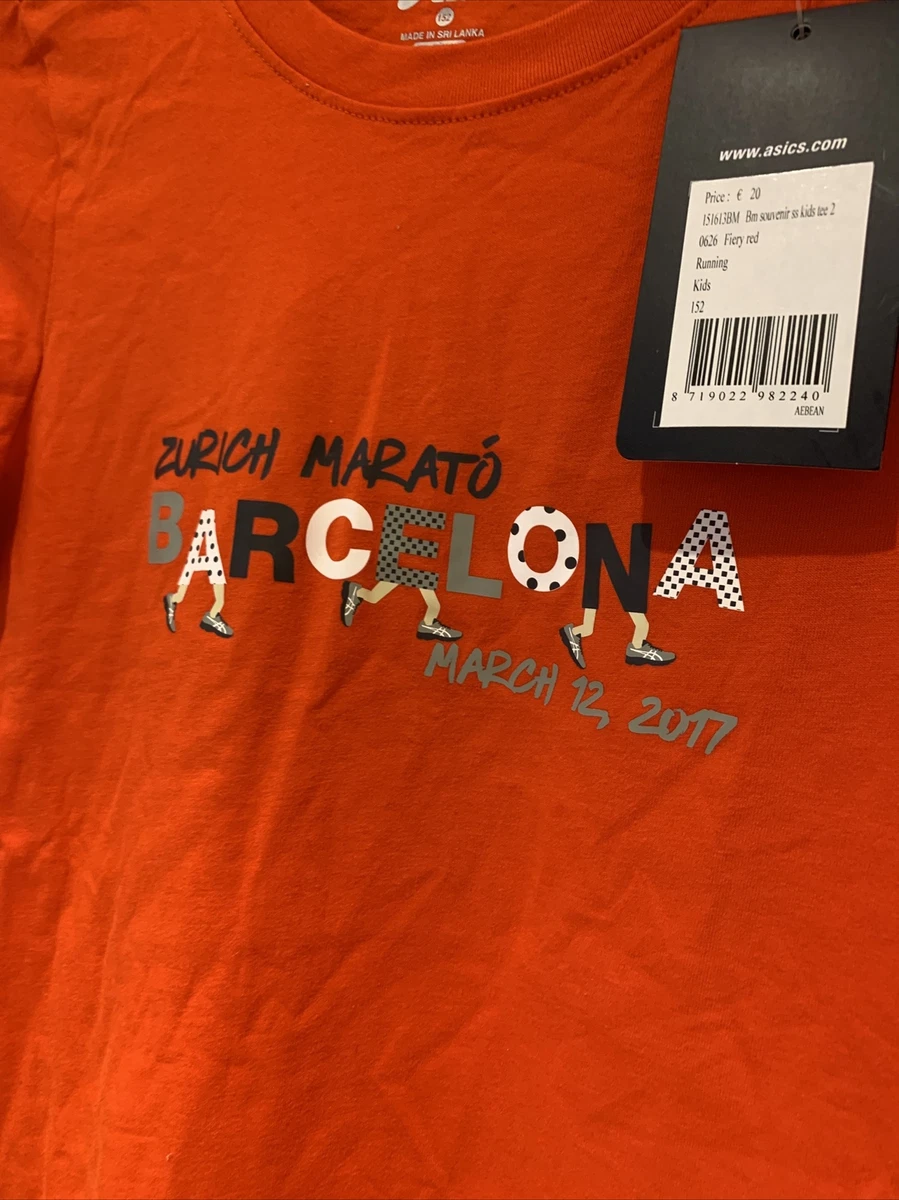 152
MADE IN SRI LANKA
www.asics.com
Price : € 20
151613BM Bm souvenir ss kids tee 2
0626 Fiery red
Running
Kids
152
8 719022 982240
AEBEAN
ZURICH MARATÓ
BARCELONA
MARCH 12, 2017